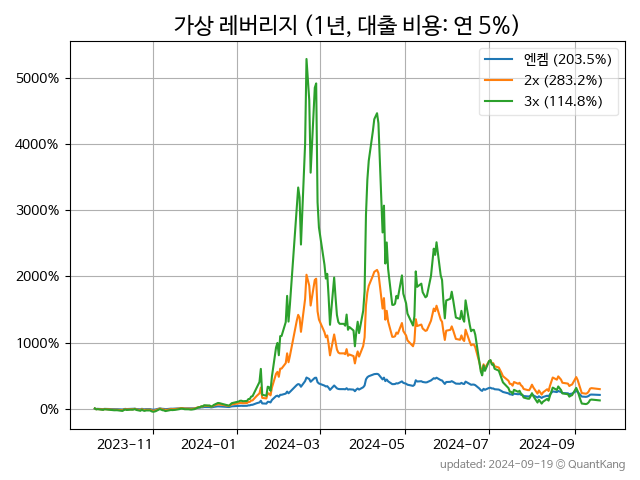 가상 레버리지 (1년, 대출 비용: 연 5%)
엔켐 (203.5%)
2x (283.2%)
3x (114.8%)
5000%
4000%
3000%
2000%
1000%
0%
2023-11 2024-01 2024-03 2024-05 2024-07 2024-09
updated: 2024-09-19 © QuantKang